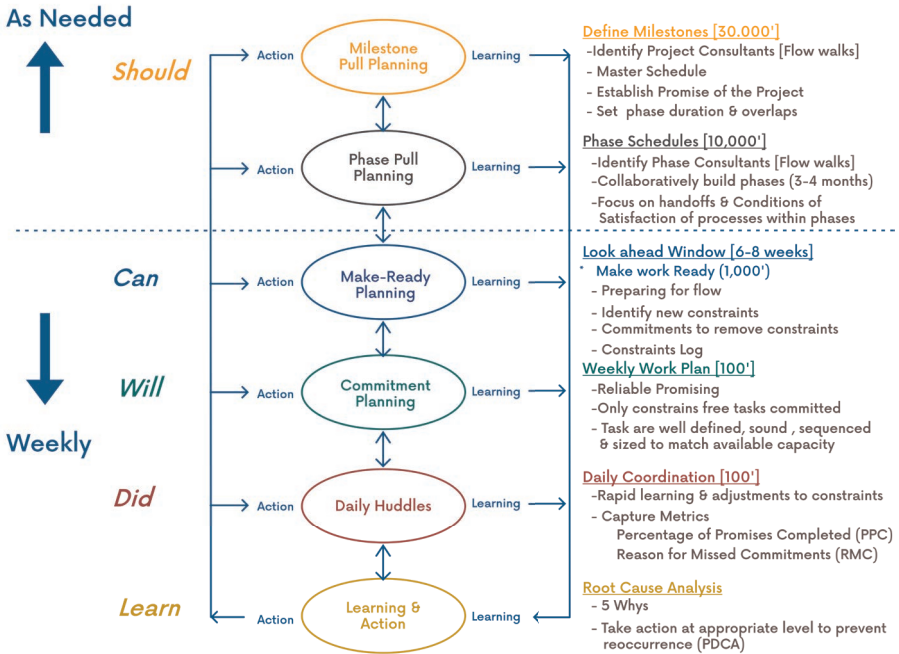 As Needed
Should
Action
Milestone
Pull Planning
Learning
Define Milestones [30.000']
-Identify Project Consultants [Flow walks]
- Master Schedule
- Establish Promise of the Project
- Set phase duration & overlaps
Action
Phase Pull
Planning
Learning
Phase Schedules [10,000']
-Identify Phase Consultants [Flow walks]
-Collaboratively build phases (3-4 months)
-Focus on handoffs & Conditions of
Satisfaction of processes within phases
Can
Action
Make-Ready
Planning
Learning
Look ahead Window [6-8 weeks]
* Make work Ready (1,000')
- Preparing for flow
- Identify new constraints
- Commitments to remove constraints
- Constraints Log
Will
Action
Commitment
Planning
Learning
Weekly Work Plan [100']
-Reliable Promising
-Only constrains free tasks committed
- Task are well defined, sound , sequenced
& sized to match available capacity
Weekly
Did
Action
Daily Huddles
Learning
Daily Coordination [100']
-Rapid learning & adjustments to constraints
- Capture Metrics
Percentage of Promises Completed (PPC)
Reason for Missed Commitments (RMC)
Learn
Action
Learning &
Action
Learning
Root Cause Analysis
- 5 Whys
- Take action at appropriate level to prevent
reoccurrence (PDCA)